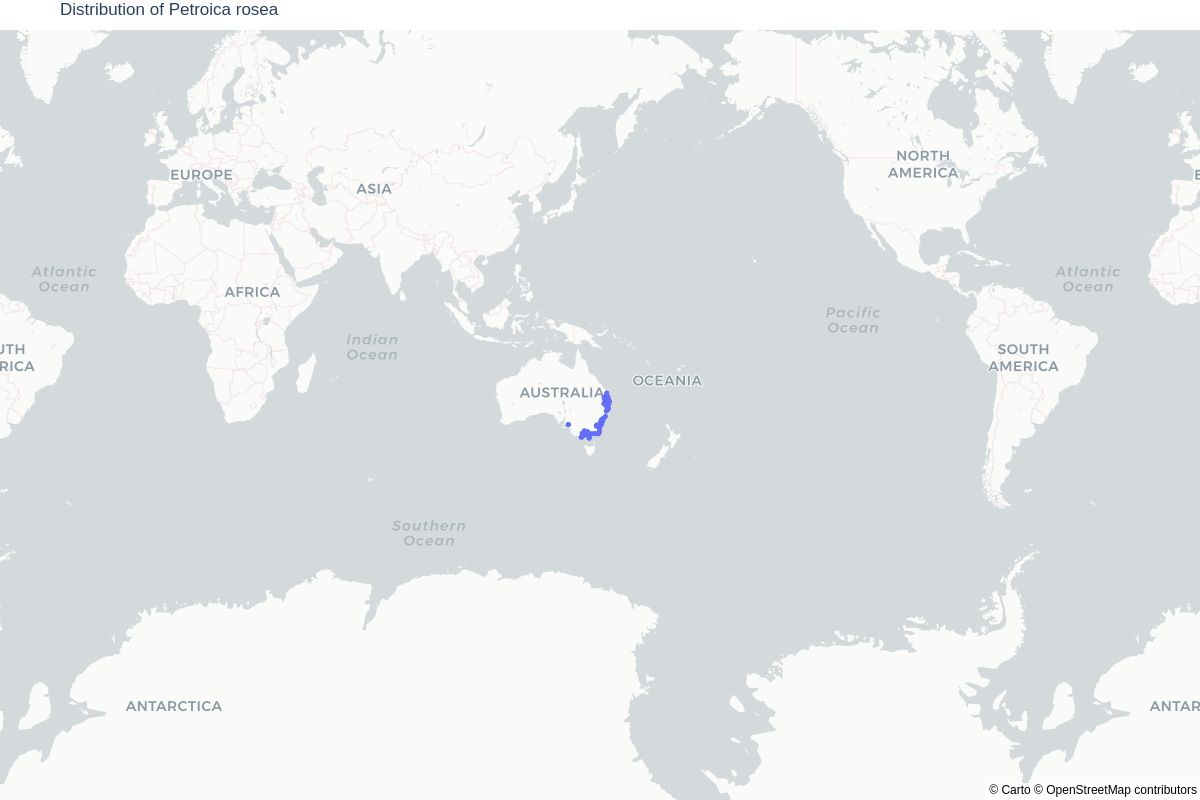 Distribution of Petroica rosea
EUROPE
ASIA
NORTH
AMERICA
Atlantic
Ocean
AFRICA
Atlantic
Ocean
Pacific
Ocean
Indian
Ocean
UTH
RICA
SOUTH
AMERICA
OCEANIA
AUSTRALIA
Southern
Ocean
ANTARCTICA
ANTAR
© Carto © OpenStreetMap contributors